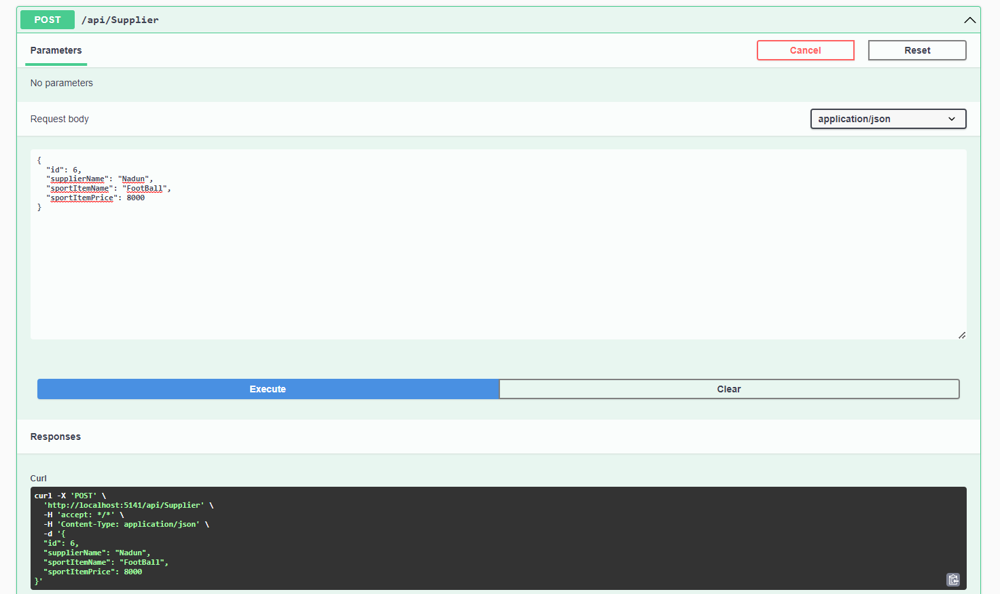 POST /api/Supplier
Parameters Cancel Reset
No parameters
Request body application/json
{
  "id": 6,
  "supplierName": "Nadun",
  "sportItemName": "FootBall",
  "sportItemPrice": 8000
}
Execute Clear
Responses
Curl
curl -X 'POST' \
  'http://localhost:5141/api/Supplier' \
  -H 'accept: */*' \
  -H 'Content-Type: application/json' \
  -d '{
  "id": 6,
  "supplierName": "Nadun",
  "sportItemName": "FootBall",
  "sportItemPrice": 8000
}'